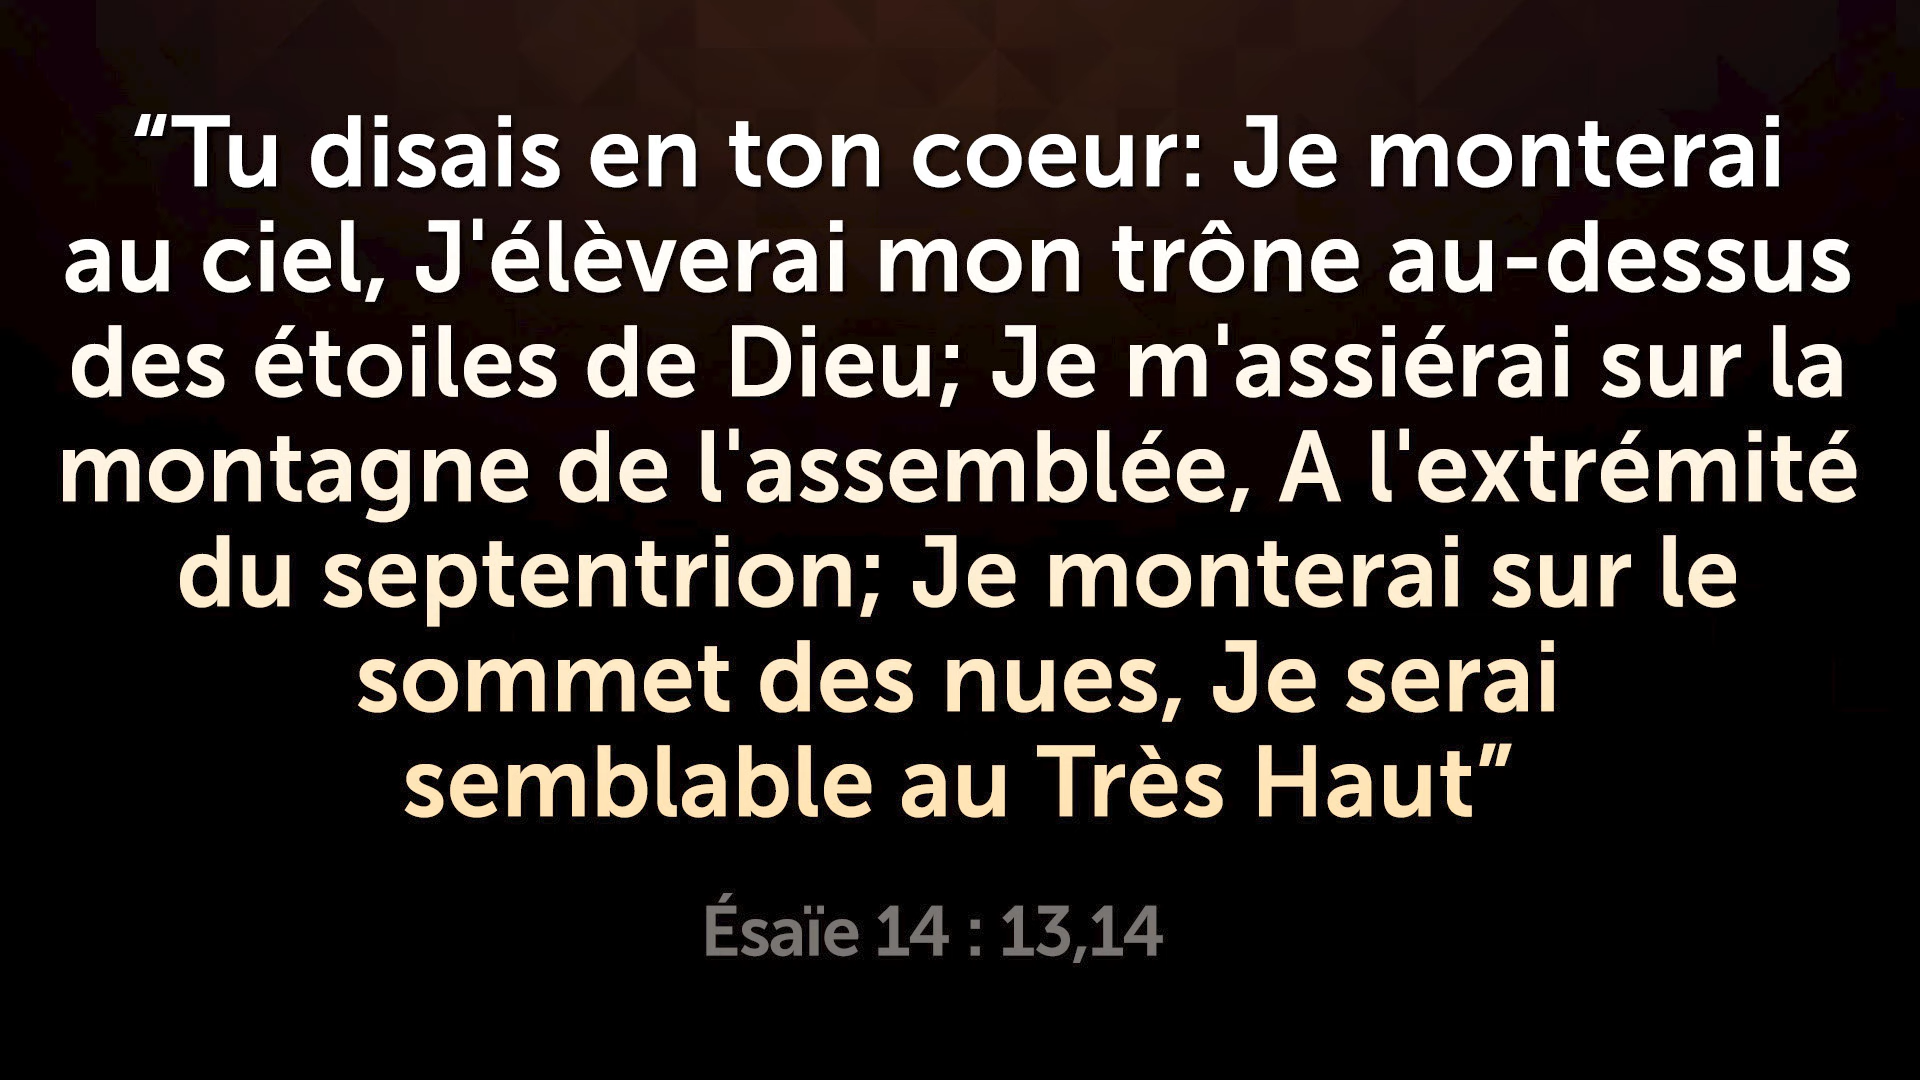 “Tu disais en ton coeur: Je monterai
au ciel, J'élèverai mon trône au-dessus
des étoiles de Dieu; Je m'assiérai sur la
montagne de l'assemblée, A l'extrémité
du septentrion; Je monterai sur le
sommet des nues, Je serai
semblable au Très Haut”
Ésaïe 14 : 13,14